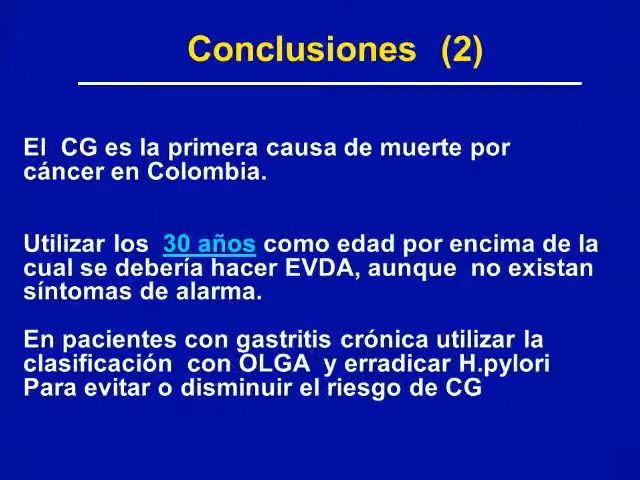 Conclusiones (2)
El CG es la primera causa de muerte por
cáncer en Colombia.
Utilizar los 30 años como edad por encima de la
cual se debería hacer EVDA, aunque no existan
síntomas de alarma.
En pacientes con gastritis crónica utilizar la
clasificación con OLGA y erradicar H.pylori
Para evitar o disminuir el riesgo de CG